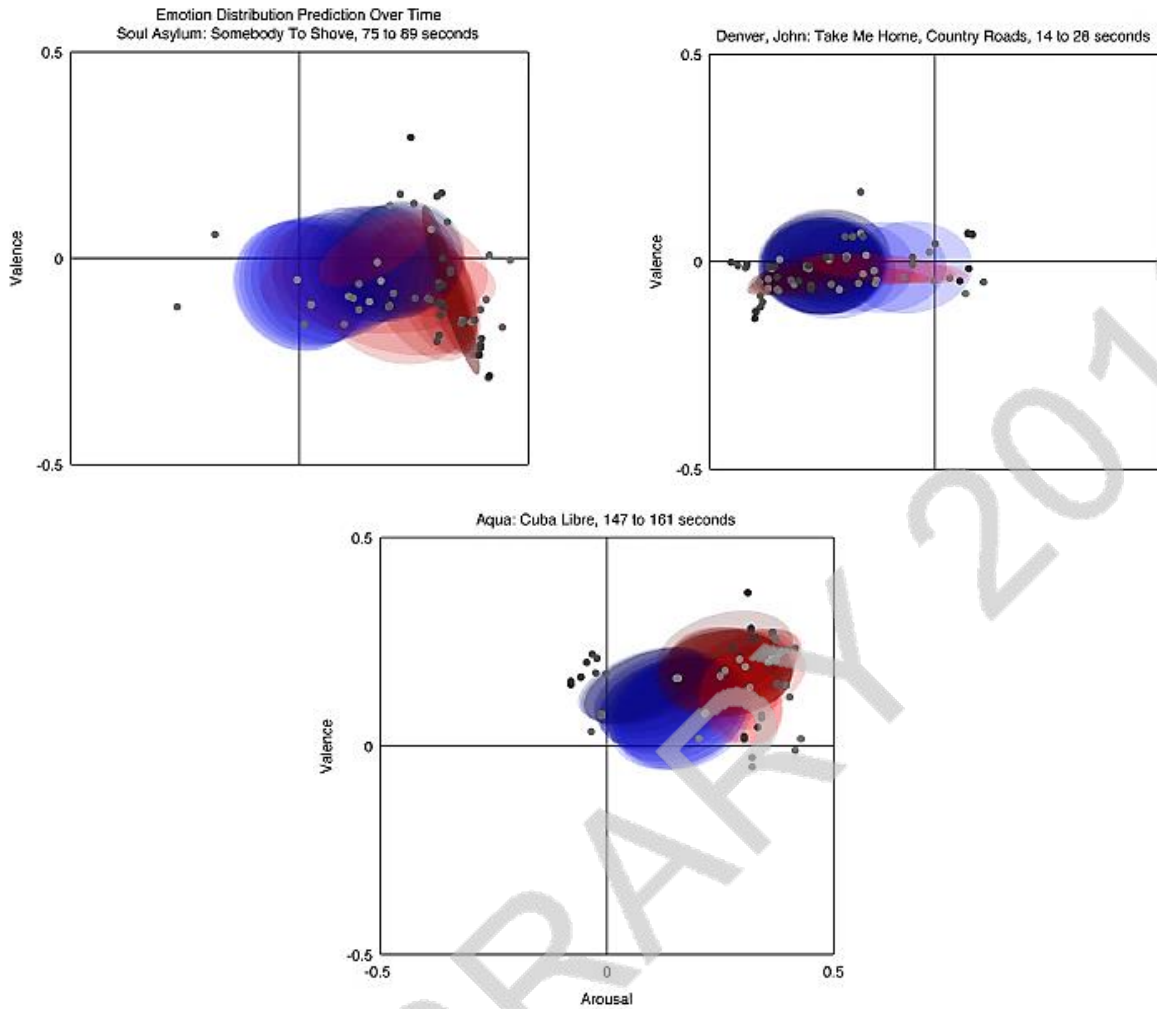 Emotion Distribution Prediction Over Time
Soul Asylum: Somebody To Shove, 75 to 89 seconds
0.5
Valence
0
-0.5
Denver, John: Take Me Home, Country Roads, 14 to 28 seconds
0.5
Valence
0
-0.5
Aqua: Cuba Libre, 147 to 161 seconds
0.5
Valence
0
-0.5
-0.5 0 0.5
Arousal
RARY 201